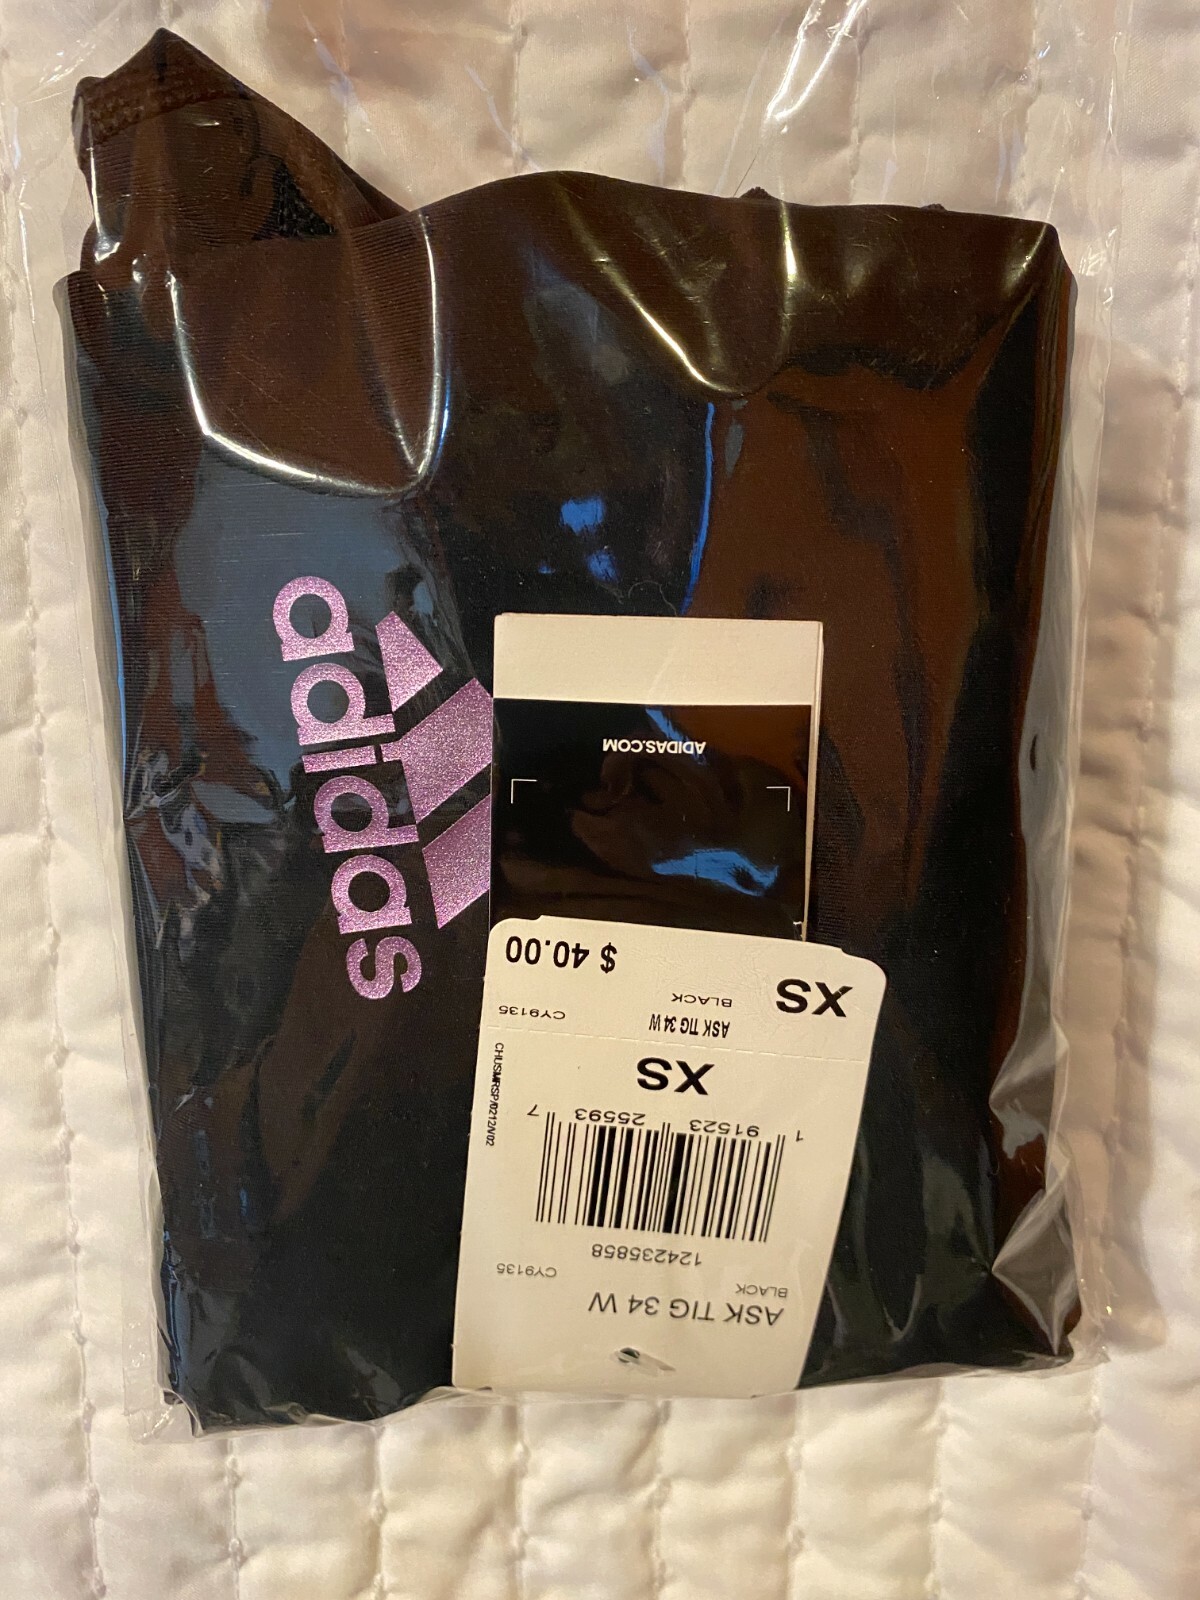 adidas
ADIDAS.COM
ASK TIG 34 W
BLACK CY9135
124235858
1 91523 25593 7
XS
ASK TIG 34 W CY9135
BLACK
XS
$ 40.00